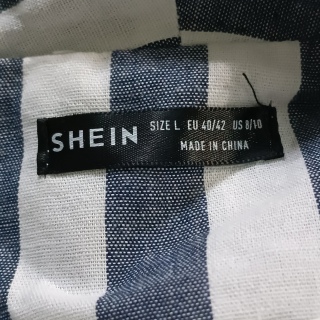 SHEIN
SIZE L EU 40/42 US 8/10
MADE IN CHINA